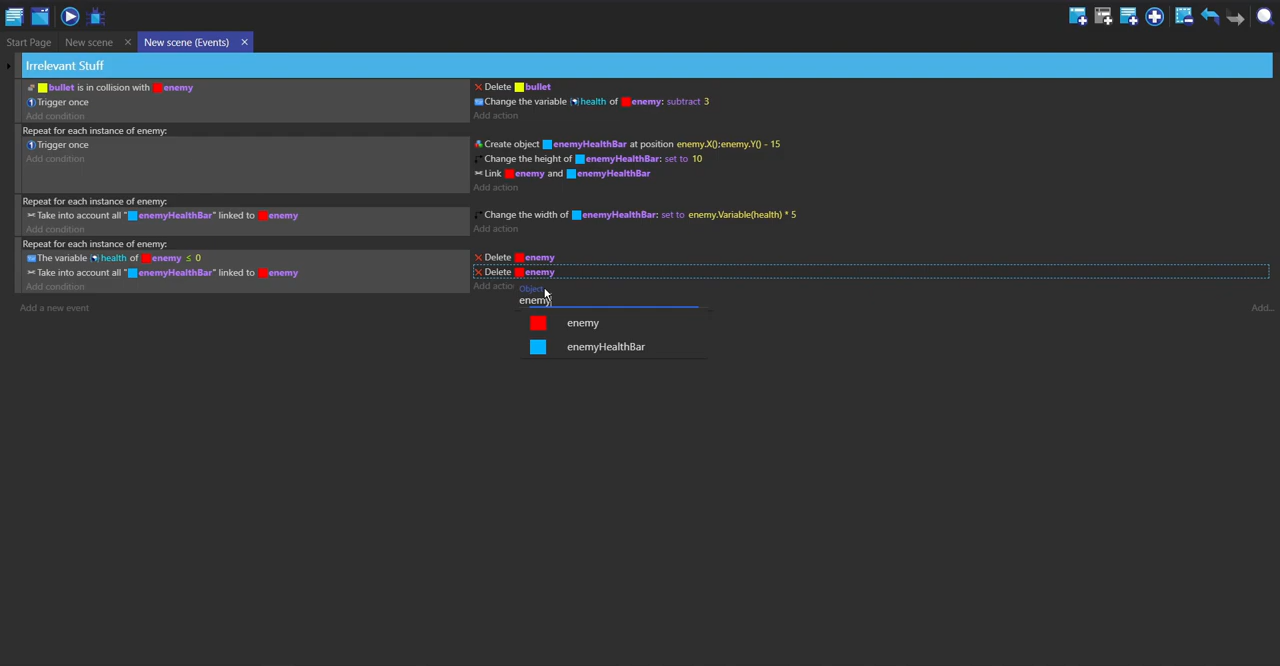 Start Page New scene × New scene (Events) ×
Irrelevant Stuff
bullet is in collision with enemy
Trigger once
Add condition
Delete bullet
Change the variable health of enemy: subtract 3
Add action
Repeat for each instance of enemy:
Trigger once
Add condition
Create object enemyHealthBar at position enemy.X();enemy.Y() - 15
Change the height of enemyHealthBar: set to 10
Link enemy and enemyHealthBar
Add action
Repeat for each instance of enemy:
Take into account all "enemyHealthBar" linked to enemy
Add condition
Change the width of enemyHealthBar: set to enemy.Variable(health) * 5
Add action
Repeat for each instance of enemy:
The variable health of enemy ≤ 0
Take into account all "enemyHealthBar" linked to enemy
Add condition
Delete enemy
Delete enemy
Add action
Object
enemy
enemy
enemyHealthBar
Add a new event Add...